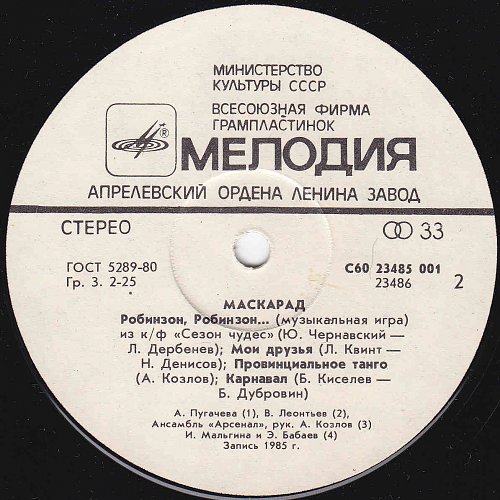 МИНИСТЕРСТВО
КУЛЬТУРЫ СССР
ВСЕСОЮЗНАЯ ФИРМА
ГРАМПЛАСТИНОК
® МЕЛОДИЯ
АПРЕЛЕВСКИЙ ОРДЕНА ЛЕНИНА ЗАВОД
СТЕРЕО 33
ГОСТ 5289-80 С60 23485 001
Гр. 3. 2-25 23486 2
МАСКАРАД
Робинзон, Робинзон... (музыкальная игра)
из к/ф «Сезон чудес» (Ю. Чернавский —
Л. Дербенев); Мои друзья (Л. Квинт —
Н. Денисов); Провинциальное танго
(А. Козлов); Карнавал (Б. Киселев —
Б. Дубровин)
А. Пугачева (1), В. Леонтьев (2),
Ансамбль «Арсенал», рук. А. Козлов (3)
И. Мальгина и Э. Бабаев (4)
Запись 1985 г.